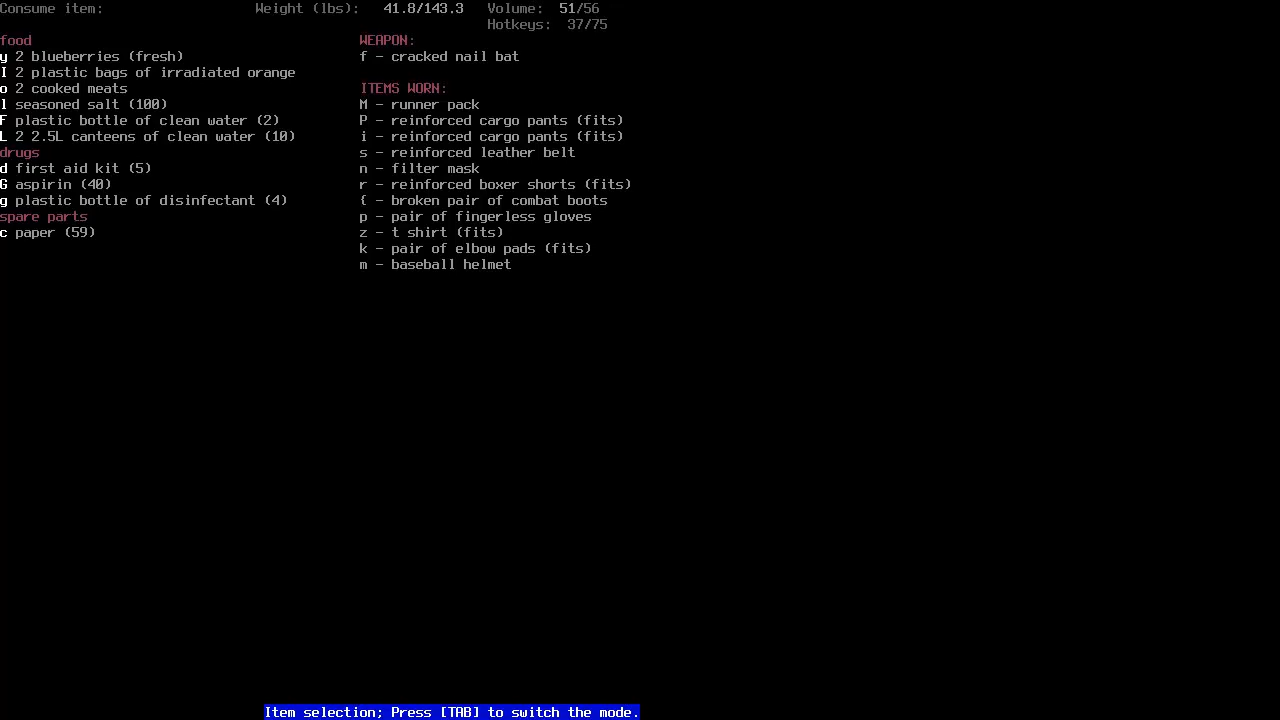 Consume item: Weight (lbs): 41.8/143.3 Volume: 51/56
Hotkeys: 37/75
food
y 2 blueberries (fresh)
I 2 plastic bags of irradiated orange
o 2 cooked meats
l seasoned salt (100)
F plastic bottle of clean water (2)
L 2 2.5L canteens of clean water (10)
drugs
d first aid kit (5)
G aspirin (40)
g plastic bottle of disinfectant (4)
spare parts
c paper (59)
WEAPON:
f - cracked nail bat
ITEMS WORN:
M - runner pack
P - reinforced cargo pants (fits)
i - reinforced cargo pants (fits)
s - reinforced leather belt
n - filter mask
r - reinforced boxer shorts (fits)
{ - broken pair of combat boots
p - pair of fingerless gloves
z - t shirt (fits)
k - pair of elbow pads (fits)
m - baseball helmet
Item selection; Press [TAB] to switch the mode.